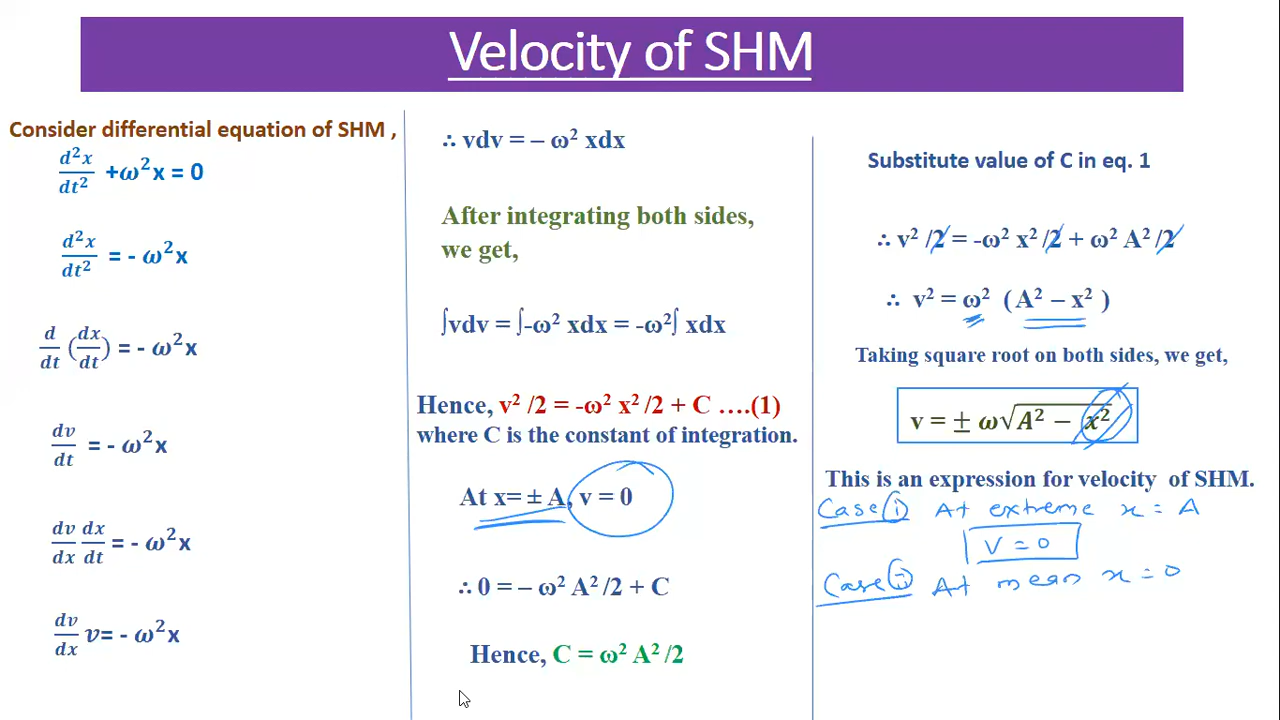 Velocity of SHM
Consider differential equation of SHM ,
d²x/dt² +ω²x = 0
d²x/dt² = - ω²x
d/dt (dx/dt) = - ω²x
dv/dt = - ω²x
dv/dx dx/dt = - ω²x
dv/dx v= - ω²x
∴ vdv = – ω² xdx
After integrating both sides,
we get,
∫vdv = ∫-ω² xdx = -ω²∫ xdx
Hence, v² /2 = -ω² x² /2 + C ….(1)
where C is the constant of integration.
At x= ± A, v = 0
∴ 0 = – ω² A² /2 + C
Hence, C = ω² A² /2
Substitute value of C in eq. 1
∴ v² /2 = -ω² x² /2 + ω² A² /2
∴ v² = ω² ( A² – x² )
Taking square root on both sides, we get,
v = ± ω√A² − x²
This is an expression for velocity of SHM.
Case (i) At extreme x = A
V = 0
Case (ii) At mean x = 0